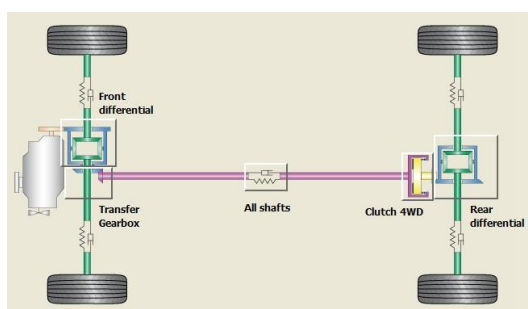 Front
differential
Transfer
Gearbox
All shafts
Clutch 4WD
Rear
differential